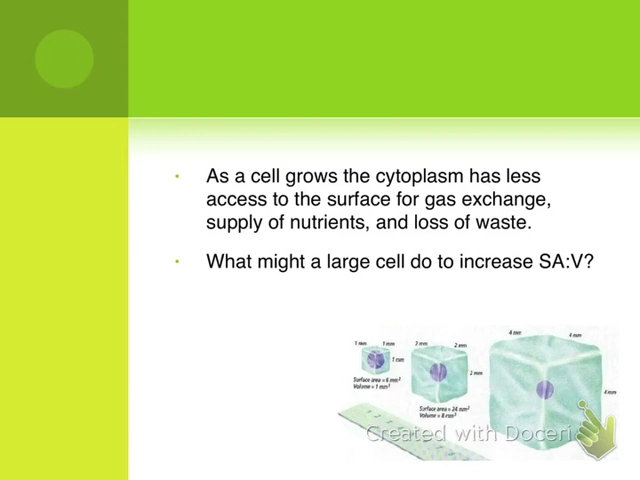 • As a cell grows the cytoplasm has less
access to the surface for gas exchange,
supply of nutrients, and loss of waste.
• What might a large cell do to increase SA:V?
4 mm 4 mm
1 mm 1 mm 2 mm 2 mm
1 mm
2 mm
Surface area = 6 mm²
Volume = 1 mm³
4 mm
Surface area = 24 mm²
Volume = 8 mm³
Created with Doceri